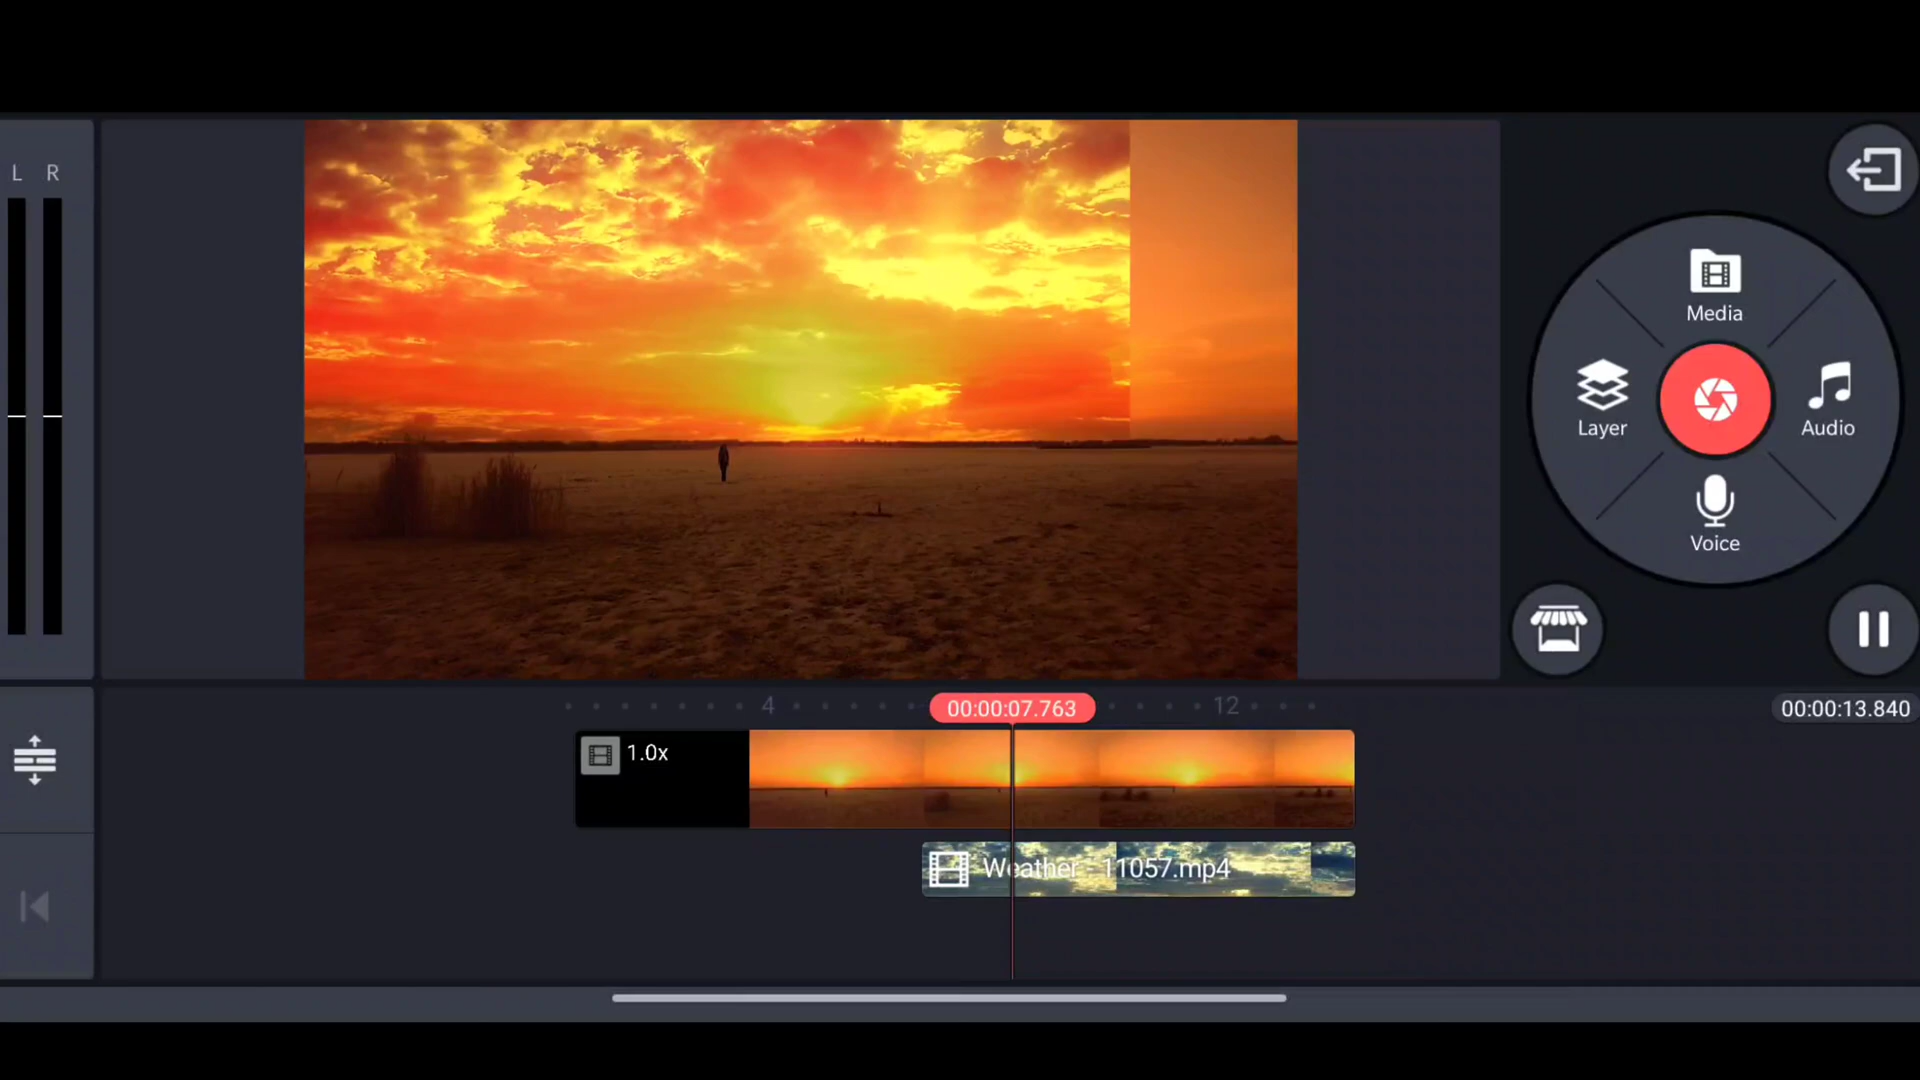 L R
Media
Layer
Audio
Voice
4
00:00:07.763
12
00:00:13.840
1.0x
Weather - 11057.mp4